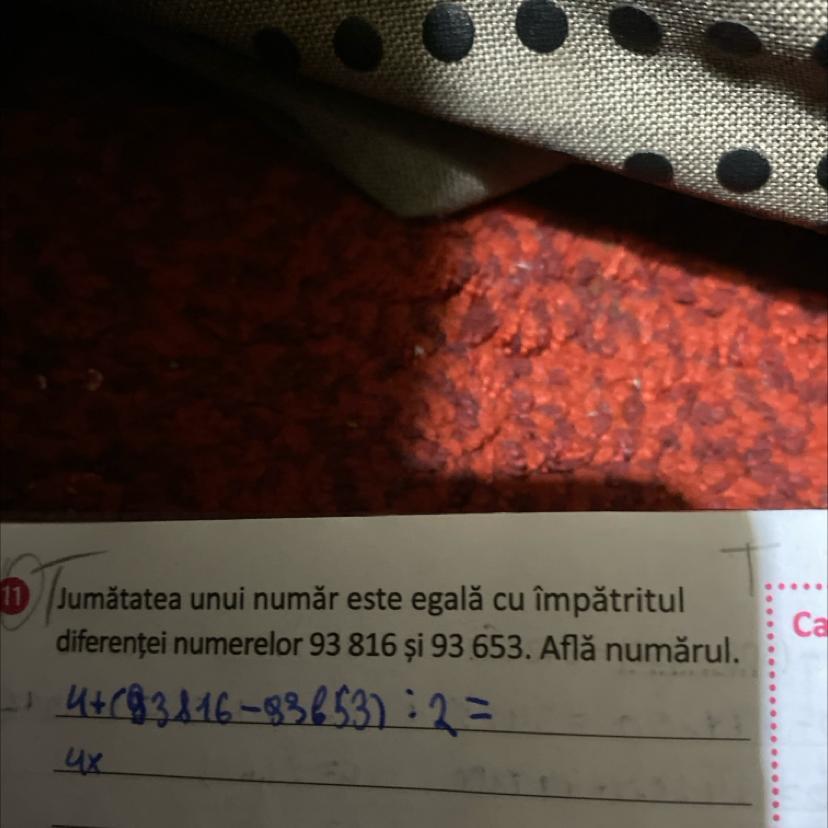 11 Jumătatea unui număr este egală cu împătritul
diferenței numerelor 93 816 și 93 653. Află numărul.
4+(93816-93653) : 2 =
4x
T
Ca